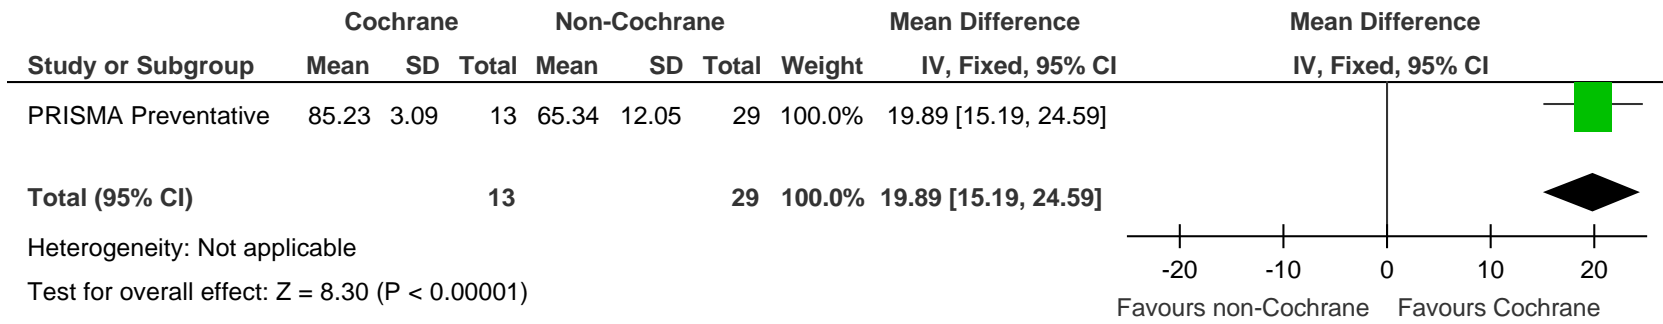 Cochrane Non-Cochrane Mean Difference Mean Difference
Study or Subgroup Mean SD Total Mean SD Total Weight IV, Fixed, 95% CI IV, Fixed, 95% CI
PRISMA Preventative 85.23 3.09 13 65.34 12.05 29 100.0% 19.89 [15.19, 24.59]
Total (95% CI) 13 29 100.0% 19.89 [15.19, 24.59]
Heterogeneity: Not applicable
-20 -10 0 10 20
Test for overall effect: Z = 8.30 (P < 0.00001)
Favours non-Cochrane Favours Cochrane